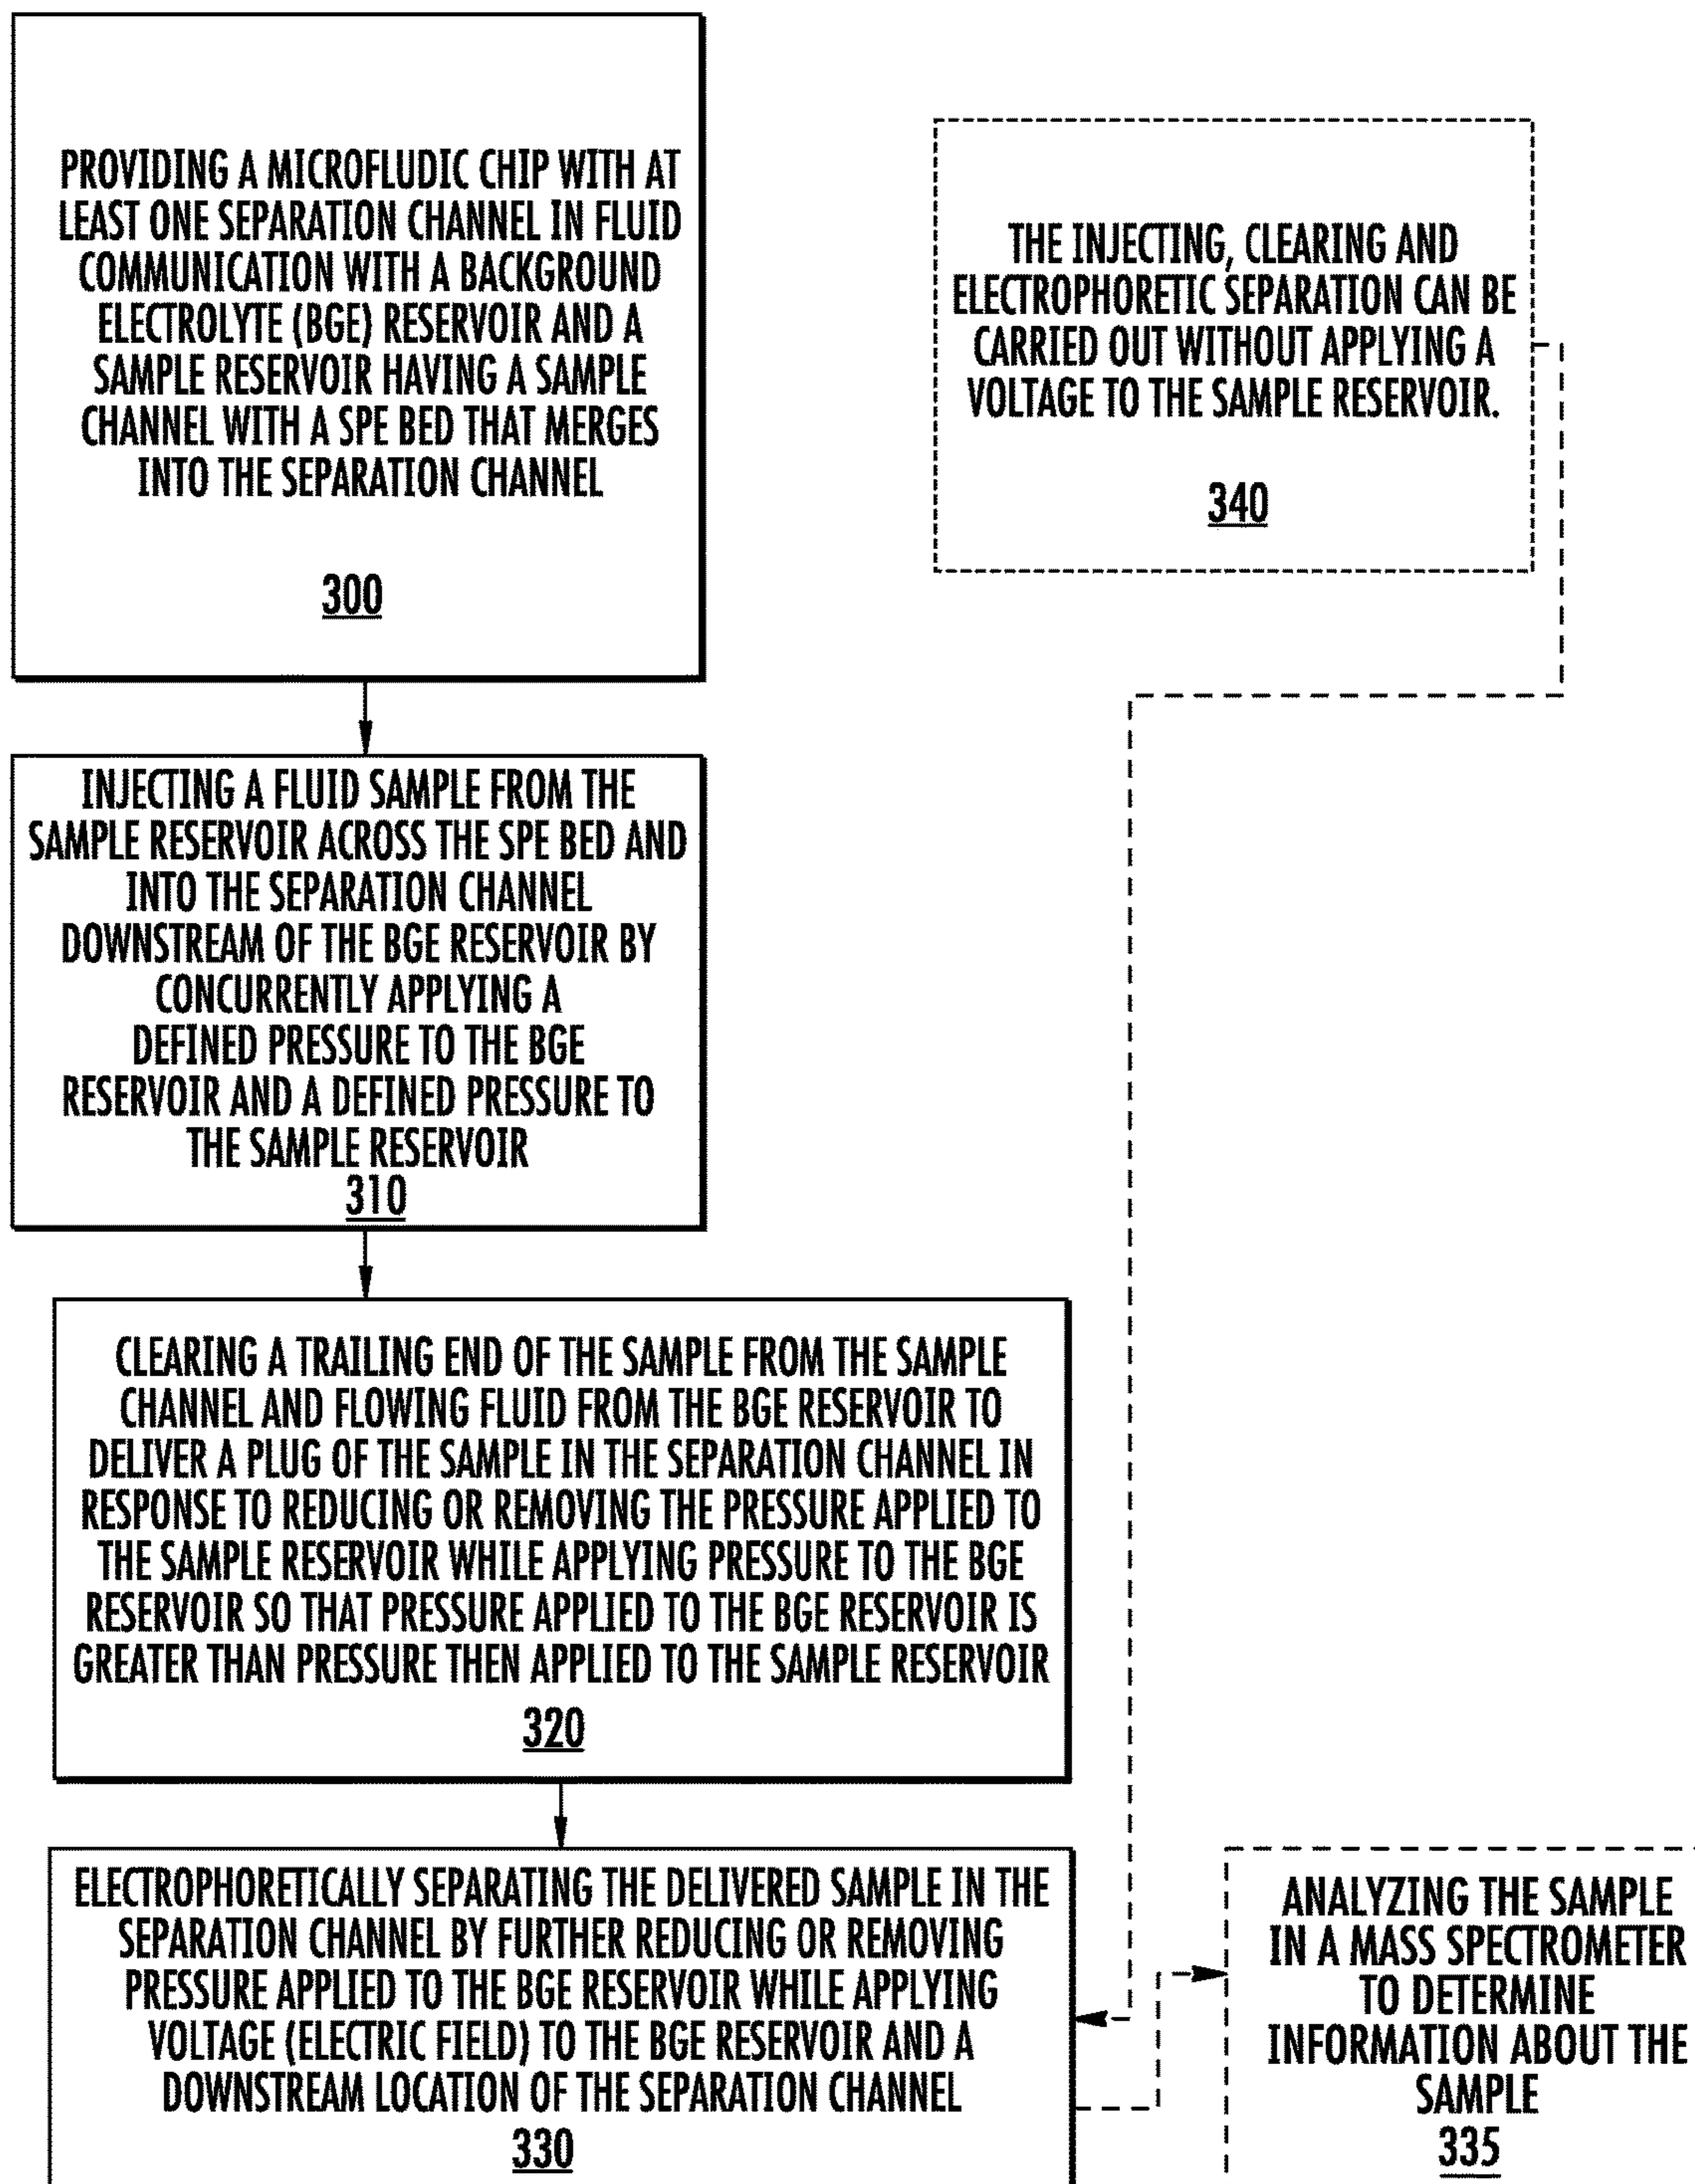 PROVIDING A MICROFLUDIC CHIP WITH AT
LEAST ONE SEPARATION CHANNEL IN FLUID
COMMUNICATION WITH A BACKGROUND
ELECTROLYTE (BGE) RESERVOIR AND A
SAMPLE RESERVOIR HAVING A SAMPLE
CHANNEL WITH A SPE BED THAT MERGES
INTO THE SEPARATION CHANNEL
300
THE INJECTING, CLEARING AND
ELECTROPHORETIC SEPARATION CAN BE
CARRIED OUT WITHOUT APPLYING A
VOLTAGE TO THE SAMPLE RESERVOIR.
340
INJECTING A FLUID SAMPLE FROM THE
SAMPLE RESERVOIR ACROSS THE SPE BED AND
INTO THE SEPARATION CHANNEL
DOWNSTREAM OF THE BGE RESERVOIR BY
CONCURRENTLY APPLYING A
DEFINED PRESSURE TO THE BGE
RESERVOIR AND A DEFINED PRESSURE TO
THE SAMPLE RESERVOIR
310
CLEARING A TRAILING END OF THE SAMPLE FROM THE SAMPLE
CHANNEL AND FLOWING FLUID FROM THE BGE RESERVOIR TO
DELIVER A PLUG OF THE SAMPLE IN THE SEPARATION CHANNEL IN
RESPONSE TO REDUCING OR REMOVING THE PRESSURE APPLIED TO
THE SAMPLE RESERVOIR WHILE APPLYING PRESSURE TO THE BGE
RESERVOIR SO THAT PRESSURE APPLIED TO THE BGE RESERVOIR IS
GREATER THAN PRESSURE THEN APPLIED TO THE SAMPLE RESERVOIR
320
ELECTROPHORETICALLY SEPARATING THE DELIVERED SAMPLE IN THE
SEPARATION CHANNEL BY FURTHER REDUCING OR REMOVING
PRESSURE APPLIED TO THE BGE RESERVOIR WHILE APPLYING
VOLTAGE (ELECTRIC FIELD) TO THE BGE RESERVOIR AND A
DOWNSTREAM LOCATION OF THE SEPARATION CHANNEL
330
ANALYZING THE SAMPLE
IN A MASS SPECTROMETER
TO DETERMINE
INFORMATION ABOUT THE
SAMPLE
335